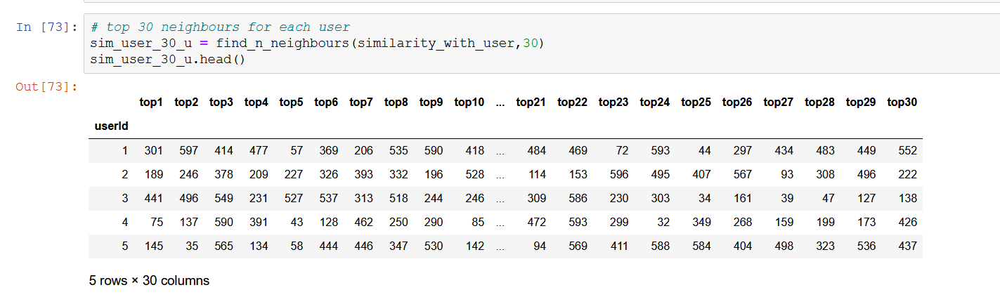 In [73]: # top 30 neighbours for each user
sim_user_30_u = find_n_neighbours(similarity_with_user,30)
sim_user_30_u.head()
Out[73]:
top1 top2 top3 top4 top5 top6 top7 top8 top9 top10 ... top21 top22 top23 top24 top25 top26 top27 top28 top29 top30
userId
1 301 597 414 477 57 369 206 535 590 418 ... 484 469 72 593 44 297 434 483 449 552
2 189 246 378 209 227 326 393 332 196 528 ... 114 153 596 495 407 567 93 308 496 222
3 441 496 549 231 527 537 313 518 244 246 ... 309 586 230 303 34 161 39 47 127 138
4 75 137 590 391 43 128 462 250 290 85 ... 472 593 299 32 349 268 159 199 173 426
5 145 35 565 134 58 444 446 347 530 142 ... 94 569 411 588 584 404 498 323 536 437
5 rows × 30 columns